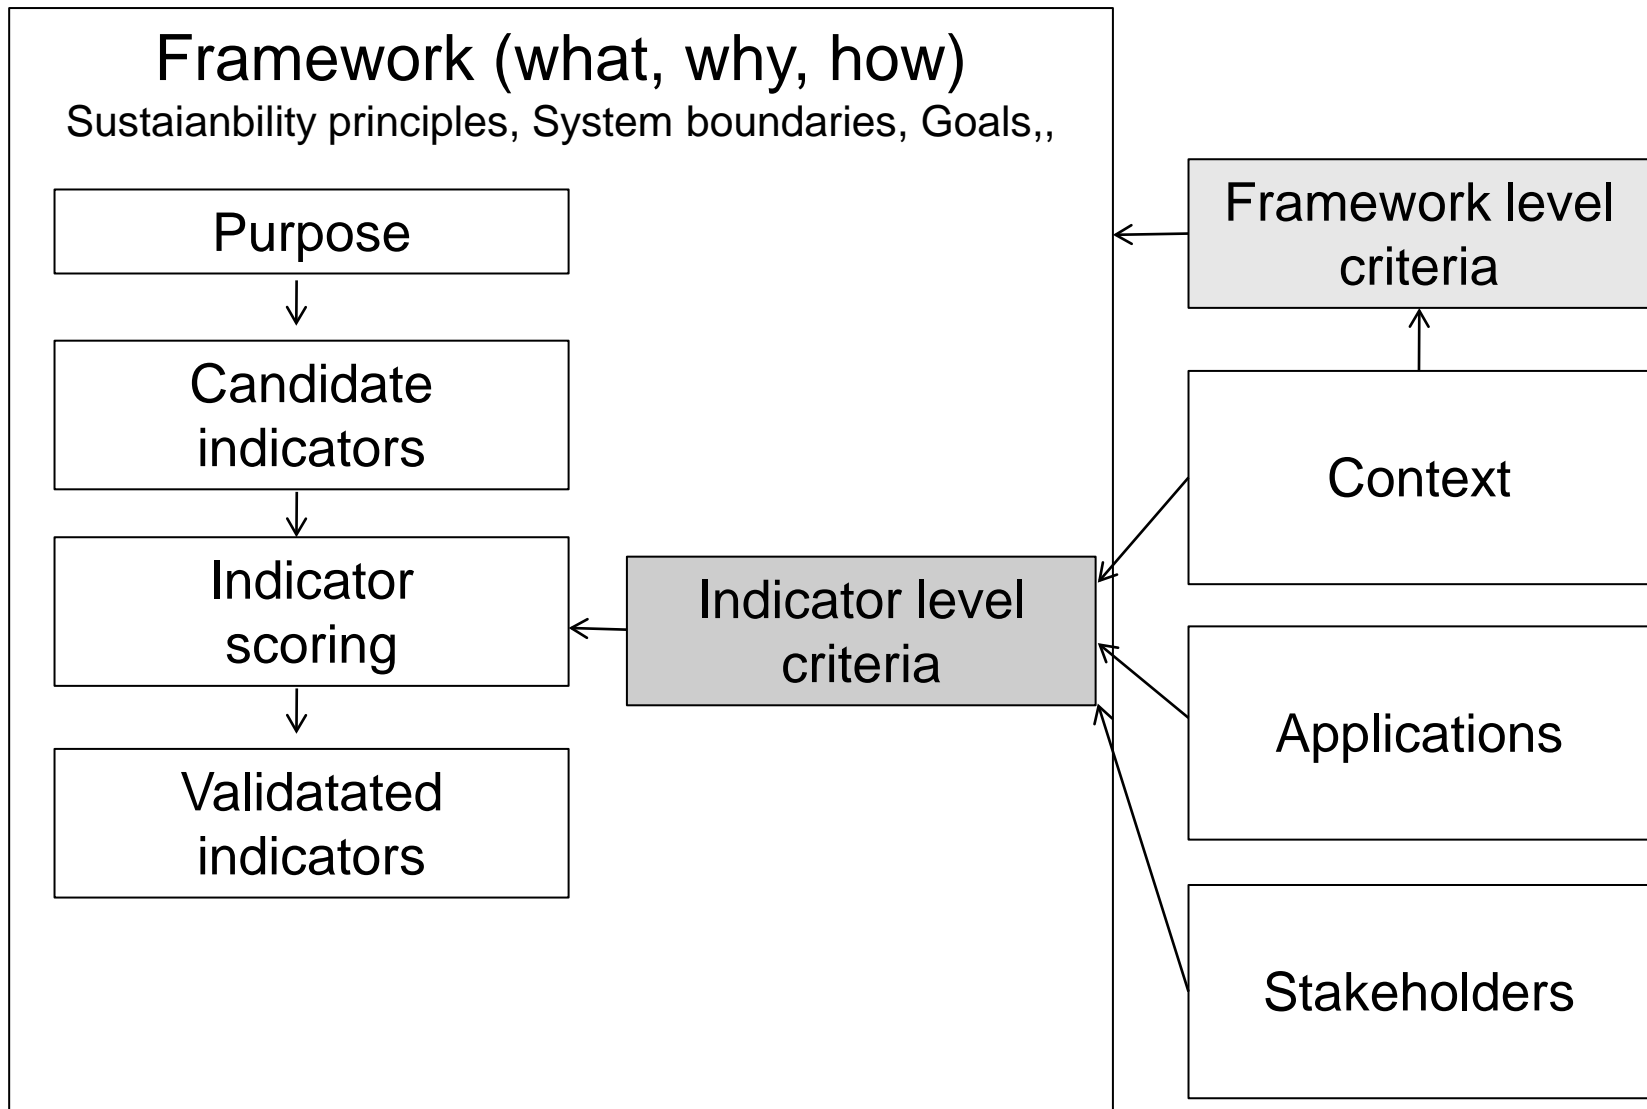 Framework (what, why, how)
Sustaianbility principles, System boundaries, Goals,,
Purpose
Candidate
indicators
Indicator
scoring
Validatated
indicators
Indicator level
criteria
Framework level
criteria
Context
Applications
Stakeholders